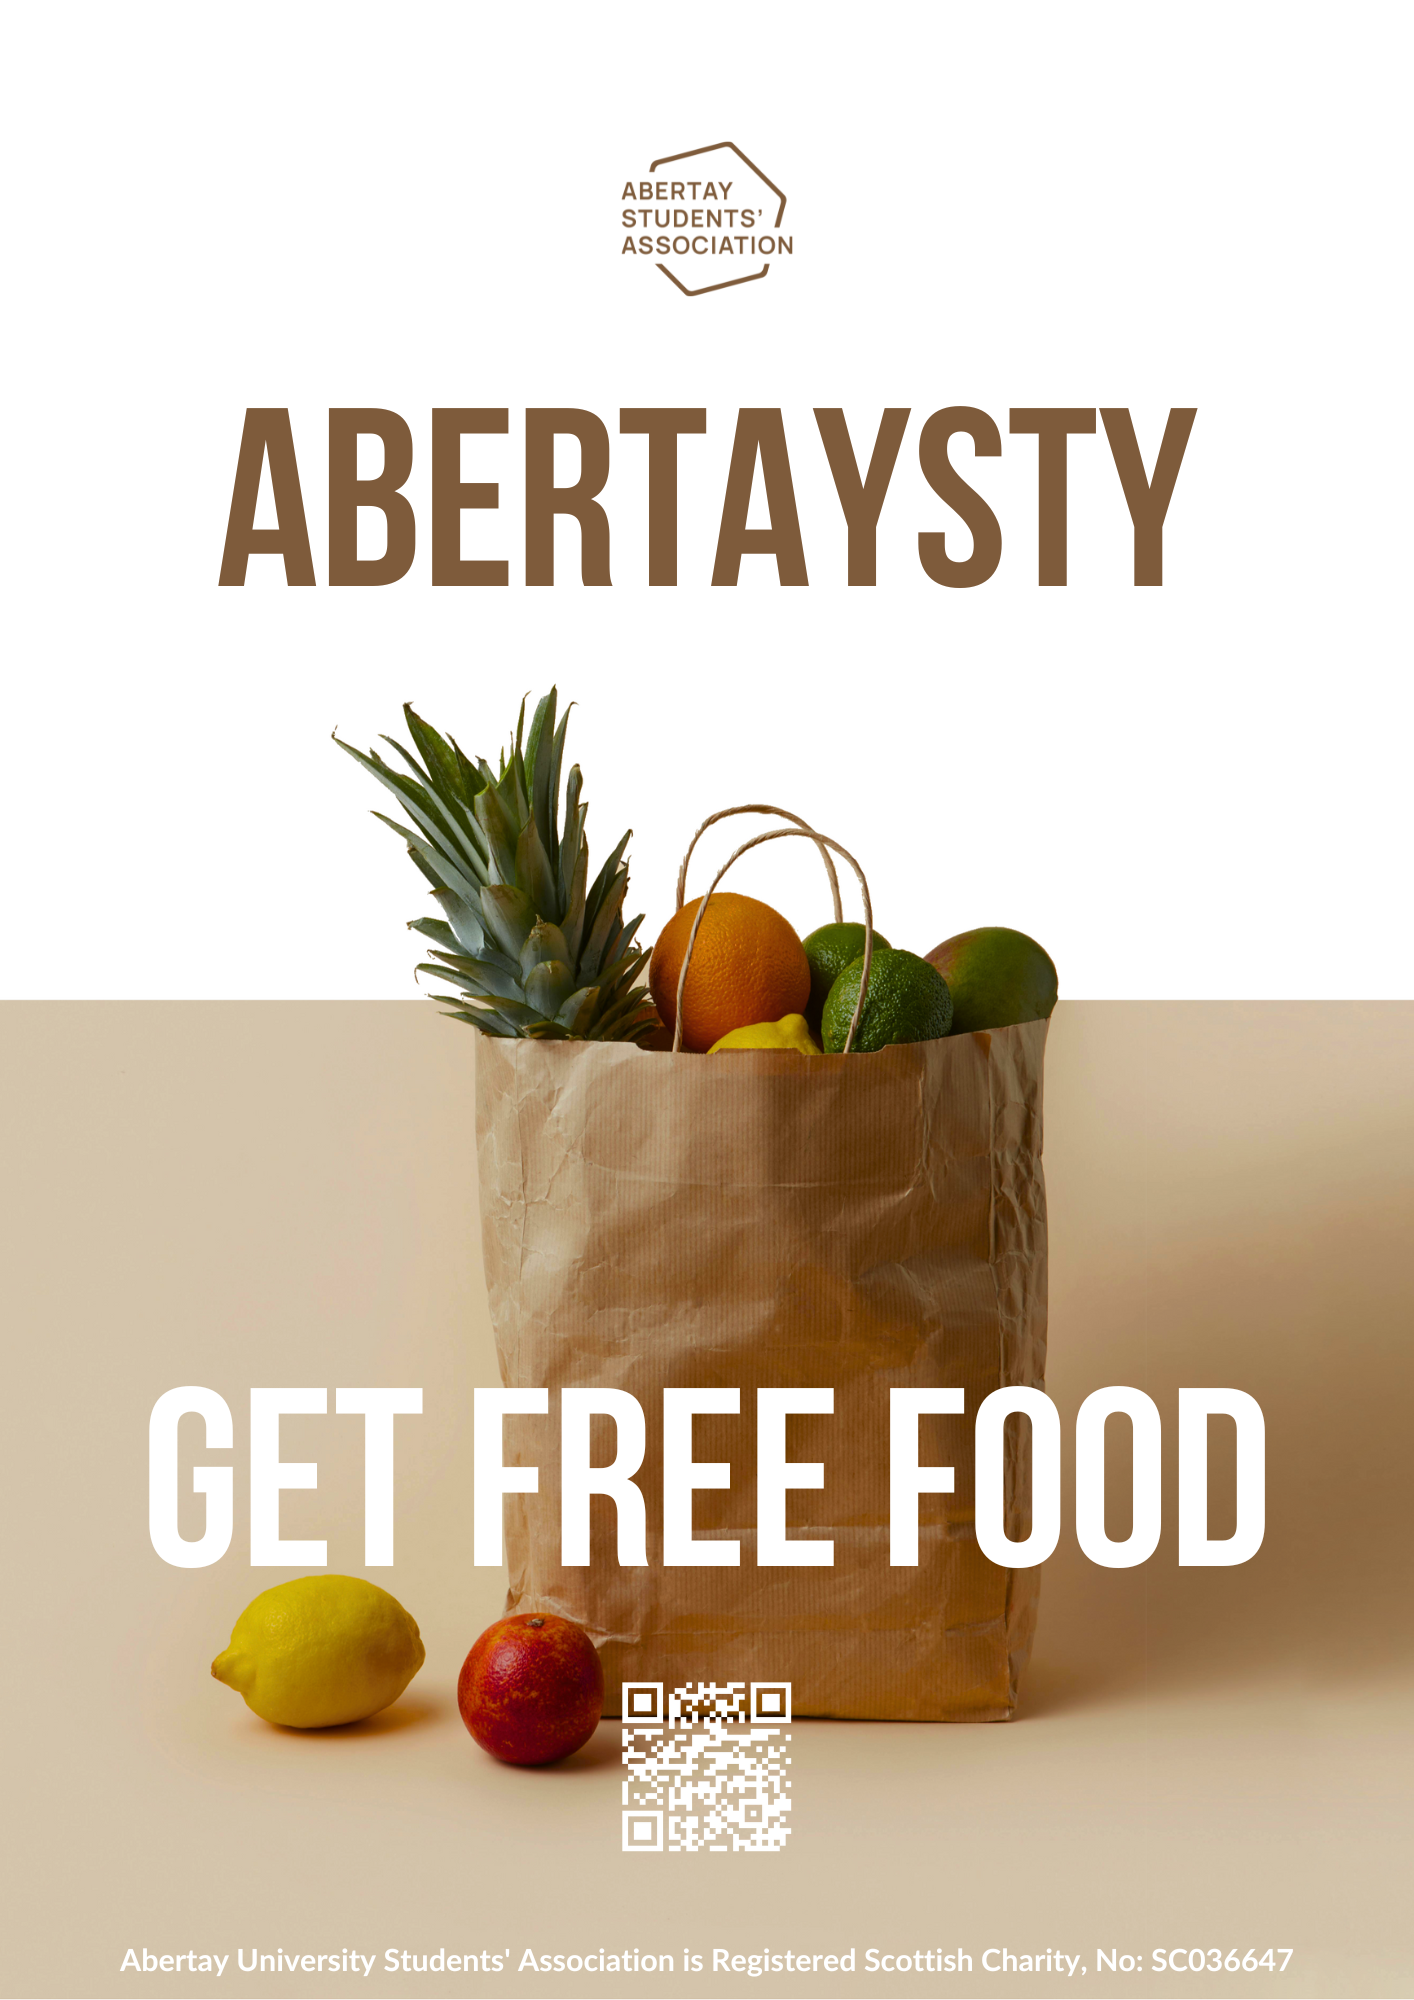 ABERTAY
STUDENTS'
ASSOCIATION
ABERTAYSTY
GET FREE FOOD
Abertay University Students' Association is Registered Scottish Charity, No: SC036647